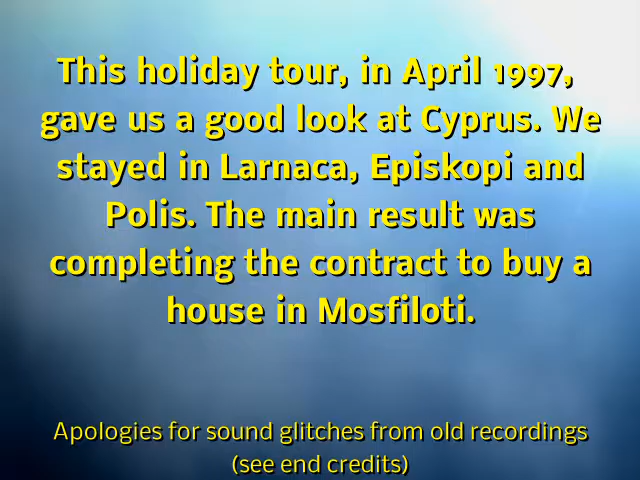 This holiday tour, in April 1997,
gave us a good look at Cyprus. We
stayed in Larnaca, Episkopi and
Polis. The main result was
completing the contract to buy a
house in Mosfiloti.
Apologies for sound glitches from old recordings
(see end credits)